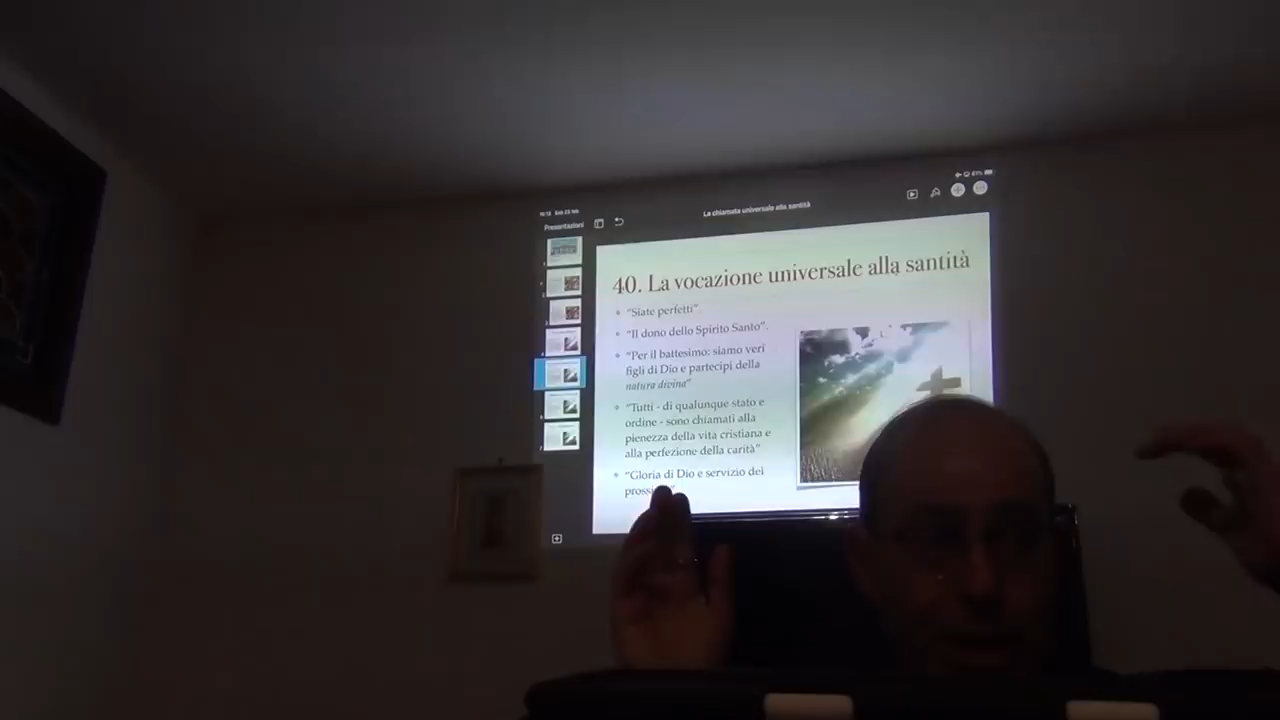 La chiamata universale alla santità
Presentazioni
40. La vocazione universale alla santità
“Siate perfetti”.
“Il dono dello Spirito Santo”.
“Per il battesimo: siamo veri
figli di Dio e partecipi della
natura divina”
“Tutti - di qualunque stato e
ordine - sono chiamati alla
pienezza della vita cristiana e
alla perfezione della carità”
“Gloria di Dio e servizio del